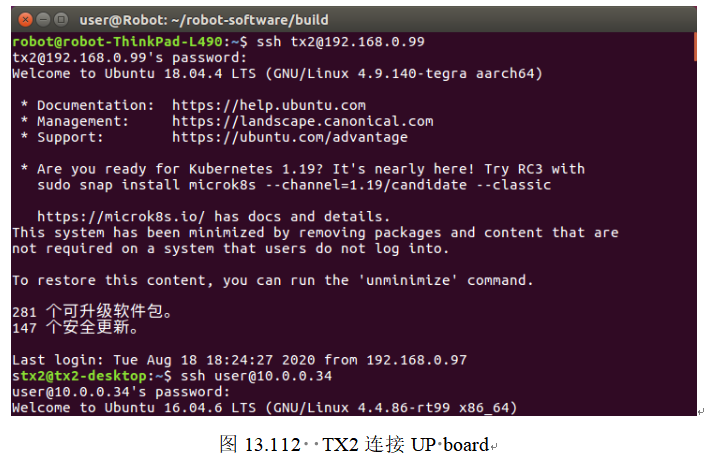 user@Robot: ~/robot-software/build
robot@robot-ThinkPad-L490:~$ ssh tx2@192.168.0.99
tx2@192.168.0.99's password:
Welcome to Ubuntu 18.04.4 LTS (GNU/Linux 4.9.140-tegra aarch64)
* Documentation:  https://help.ubuntu.com
* Management:     https://landscape.canonical.com
* Support:        https://ubuntu.com/advantage
* Are you ready for Kubernetes 1.19? It's nearly here! Try RC3 with
sudo snap install microk8s --channel=1.19/candidate --classic
https://microk8s.io/ has docs and details.
This system has been minimized by removing packages and content that are
not required on a system that users do not log into.
To restore this content, you can run the 'unminimize' command.
281 个可升级软件包。
147 个安全更新。
Last login: Tue Aug 18 18:24:27 2020 from 192.168.0.97
stx2@tx2-desktop:~$ ssh user@10.0.0.34
user@10.0.0.34's password:
Welcome to Ubuntu 16.04.6 LTS (GNU/Linux 4.4.86-rt99 x86_64)
图 13.112 TX2 连接 UP board